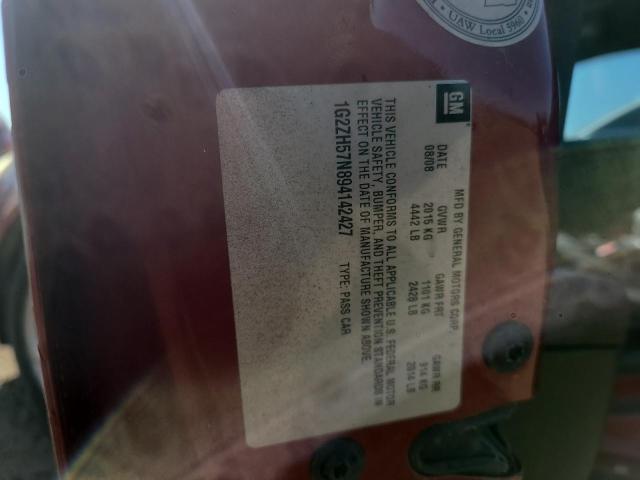 UAW Local 5960
GM
MFD BY GENERAL MOTORS CORP.
DATE GVWR GAWR FRT GAWR RR
08/08 2015 KG 1101 KG 914 KG
4442 LB 2428 LB 2014 LB
THIS VEHICLE CONFORMS TO ALL APPLICABLE U.S. FEDERAL MOTOR
VEHICLE SAFETY, BUMPER, AND THEFT PREVENTION STANDARDS IN
EFFECT ON THE DATE OF MANUFACTURE SHOWN ABOVE.
1G2ZH57N894142427 TYPE: PASS CAR